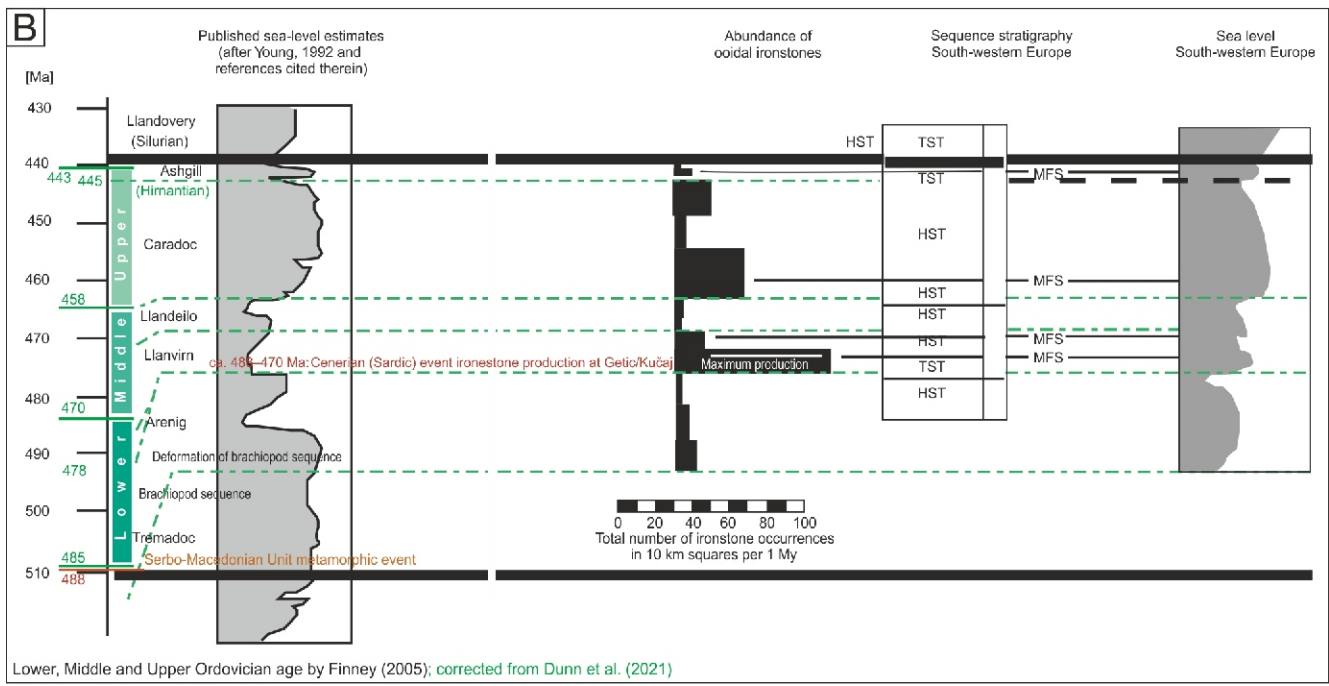 B
Published sea-level estimates
(after Young, 1992 and
references cited therein)
Abundance of
ooidal ironstones
Sequence stratigraphy
South-western Europe
Sea level
South-western Europe
[Ma]
430
Llandovery
(Silurian)
HST
TST
440
443
445
Ashgill
(Hirnantian)
TST
MFS
450
Caradoc
HST
460
MFS
458
HST
Upper
Llandeilo
HST
470
Llanvirn
HST
MFS
ca. 488–470 Ma:Cenerian (Sardic) event ironestone production at Getic/Kučaj
Maximum production
TST
MFS
Middle
480
HST
470
Arenig
490
Deformation of brachiopod sequence
478
Brachiopod sequence
500
0 20 40 60 80 100
Total number of ironstone occurrences
in 10 km squares per 1 My
Lower
Tremadoc
485
Serbo-Macedonian Unit metamorphic event
510
488
Lower, Middle and Upper Ordovician age by Finney (2005); corrected from Dunn et al. (2021)